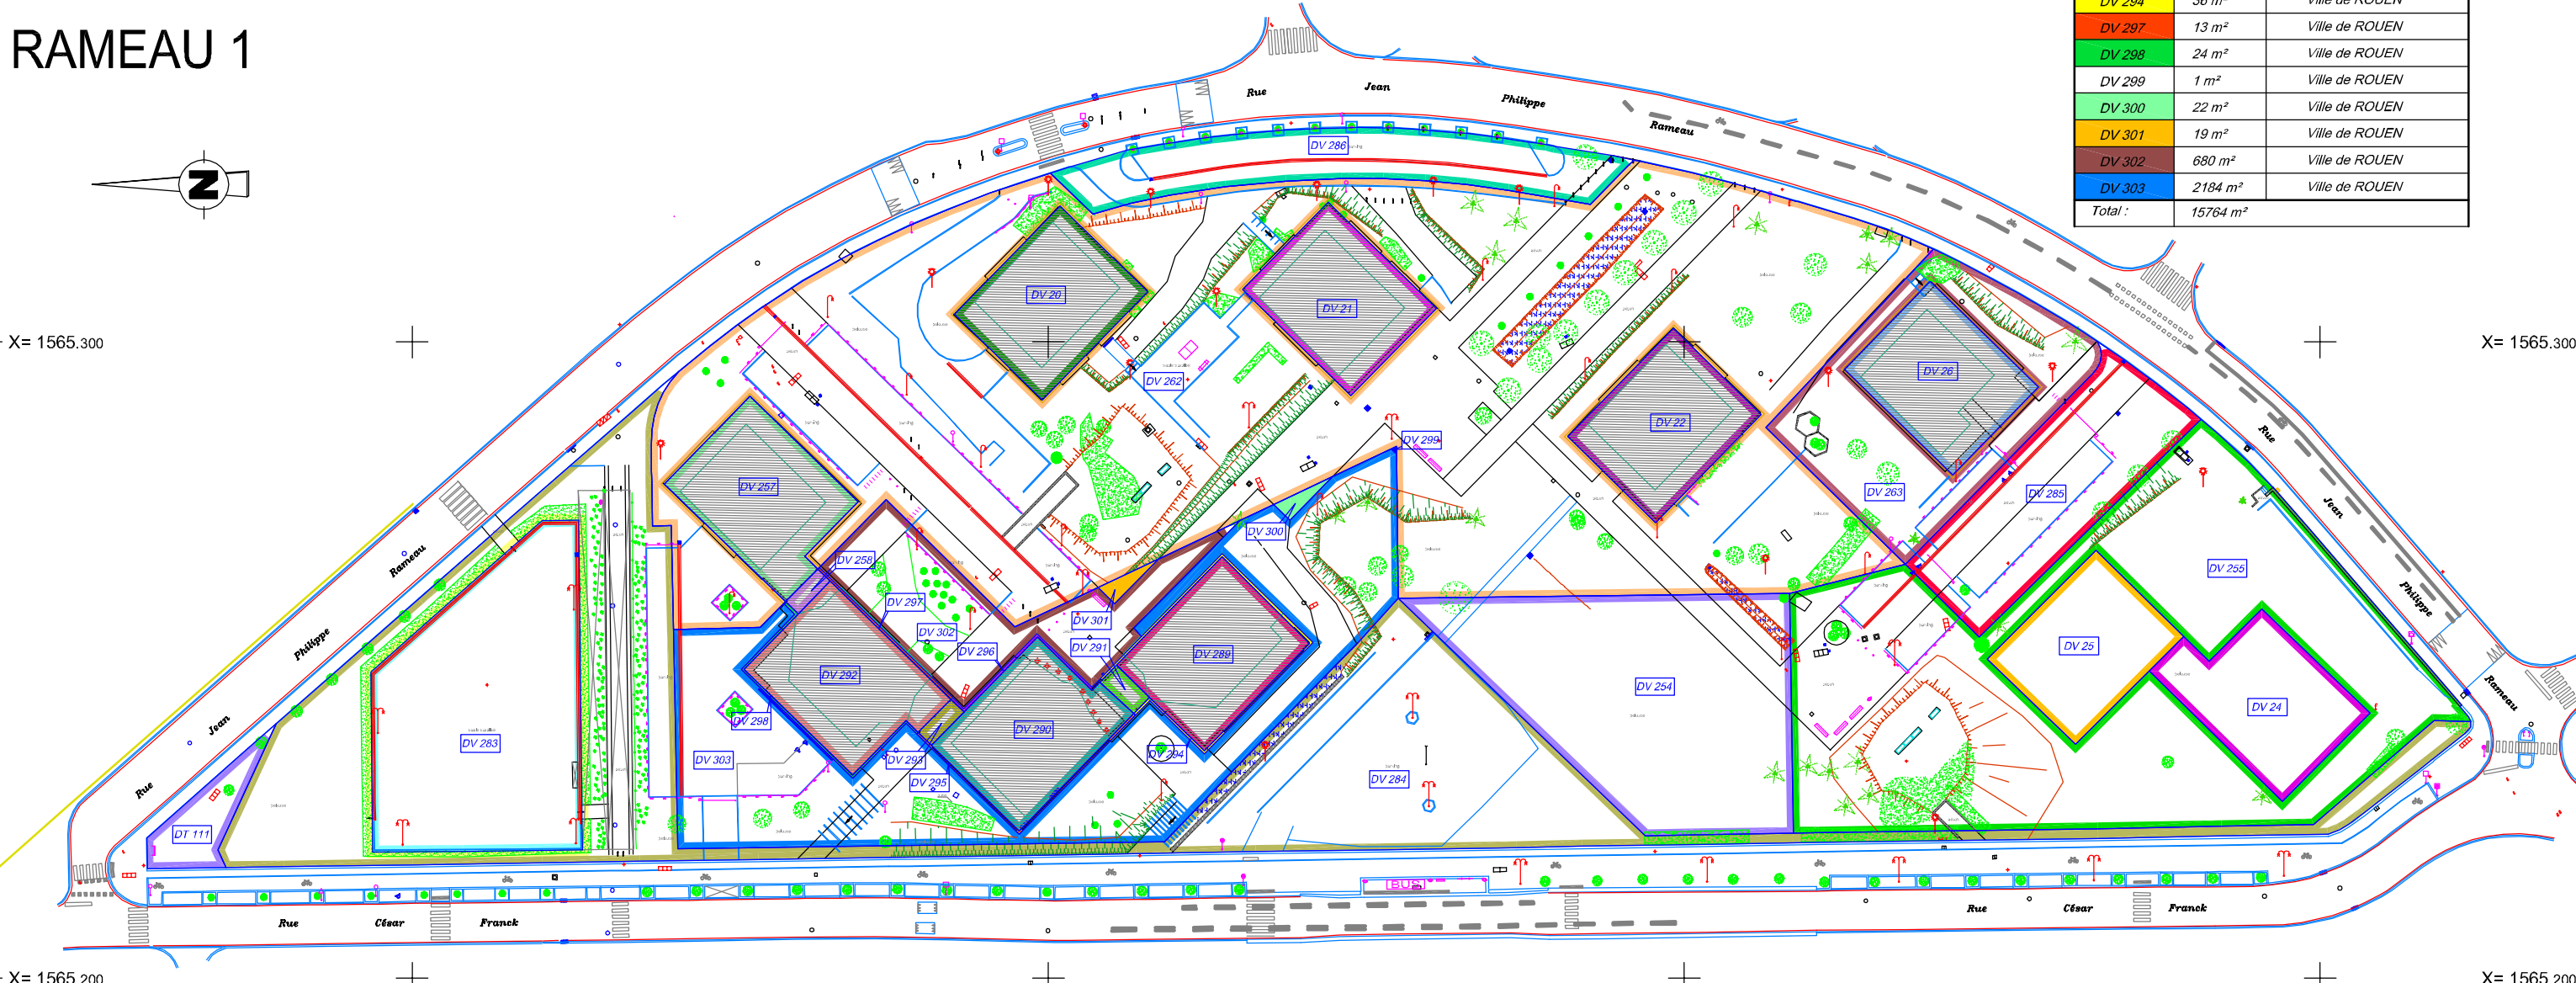 RAMEAU 1
DV 294 36 m² Ville de ROUEN
DV 297 13 m² Ville de ROUEN
DV 298 24 m² Ville de ROUEN
DV 299 1 m² Ville de ROUEN
DV 300 22 m² Ville de ROUEN
DV 301 19 m² Ville de ROUEN
DV 302 680 m² Ville de ROUEN
DV 303 2184 m² Ville de ROUEN
Total : 15764 m²
N
Rue Jean Philippe Rameau
X= 1565.300
X= 1565.300
DV 286
DV 20
DV 21
DV 262
DV 26
DV 22
DV 299
DV 257
DV 263
DV 285
DV 300
DV 258
DV 255
DV 297
DV 301
DV 302
DV 296
DV 291
DV 289
DV 25
DV 292
DV 254
DV 24
DV 298
DV 290
DV 283
DV 303
DV 293
DV 294
DV 295
DV 284
DT 111
Rue Jean Philippe Rameau
Rue Jean Philippe Rameau
BUS
Rue César Franck
Rue César Franck
X= 1565.200
X= 1565.200